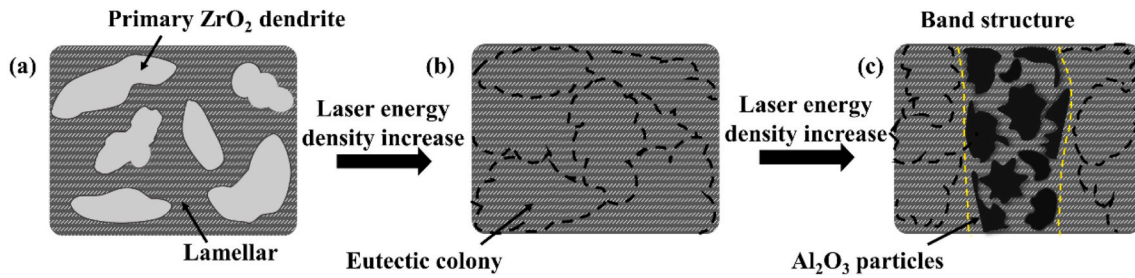 Primary ZrO₂ dendrite
(a)
Lamellar
Laser energy
density increase
(b)
Eutectic colony
Laser energy
density increase
Band structure
(c)
Al₂O₃ particles